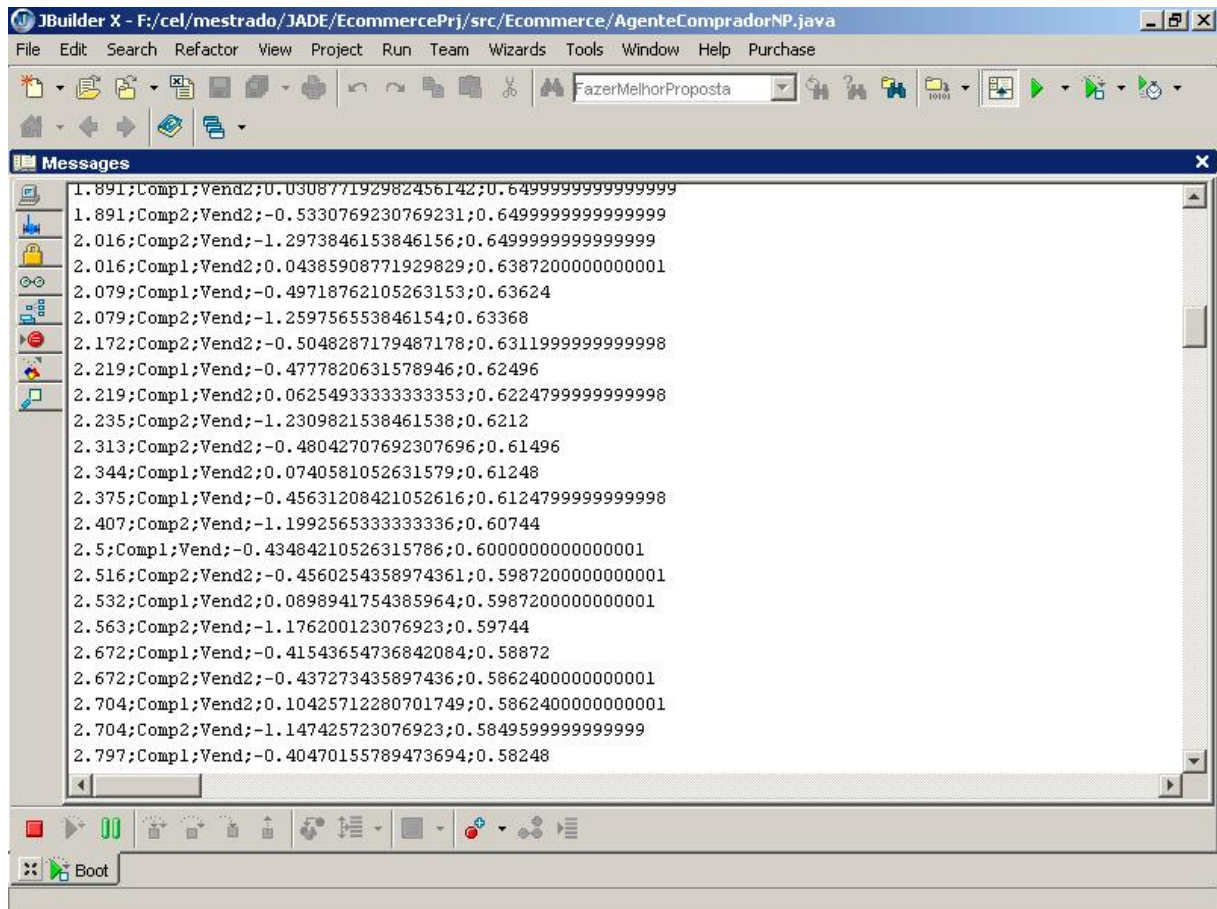 JBuilder X - F:/cel/mestrado/JADE/EcommercePrj/src/Ecommerce/AgenteCompradorNP.java
File Edit Search Refactor View Project Run Team Wizards Tools Window Help Purchase
FazerMelhorProposta
Messages
1.891;Comp1;Vend2;0.030877192982456142;0.6499999999999999
1.891;Comp2;Vend2;-0.5330769230769231;0.6499999999999999
2.016;Comp2;Vend;-1.2973846153846156;0.6499999999999999
2.016;Comp1;Vend2;0.04385908771929829;0.6387200000000001
2.079;Comp1;Vend;-0.49718762105263153;0.63624
2.079;Comp2;Vend;-1.259756553846154;0.63368
2.172;Comp2;Vend2;-0.5048287179487178;0.6311999999999998
2.219;Comp1;Vend;-0.4777820631578946;0.62496
2.219;Comp1;Vend2;0.06254933333333353;0.6224799999999998
2.235;Comp2;Vend;-1.2309821538461538;0.6212
2.313;Comp2;Vend2;-0.48042707692307696;0.61496
2.344;Comp1;Vend2;0.0740581052631579;0.61248
2.375;Comp1;Vend;-0.45631208421052616;0.6124799999999998
2.407;Comp2;Vend;-1.1992565333333336;0.60744
2.5;Comp1;Vend;-0.43484210526315786;0.6000000000000001
2.516;Comp2;Vend2;-0.4560254358974361;0.5987200000000001
2.532;Comp1;Vend2;0.0898941754385964;0.5987200000000001
2.563;Comp2;Vend;-1.176200123076923;0.59744
2.672;Comp1;Vend;-0.41543654736842084;0.58872
2.672;Comp2;Vend2;-0.437273435897436;0.5862400000000001
2.704;Comp1;Vend2;0.10425712280701749;0.5862400000000001
2.704;Comp2;Vend;-1.147425723076923;0.5849599999999999
2.797;Comp1;Vend;-0.40470155789473694;0.58248
Boot